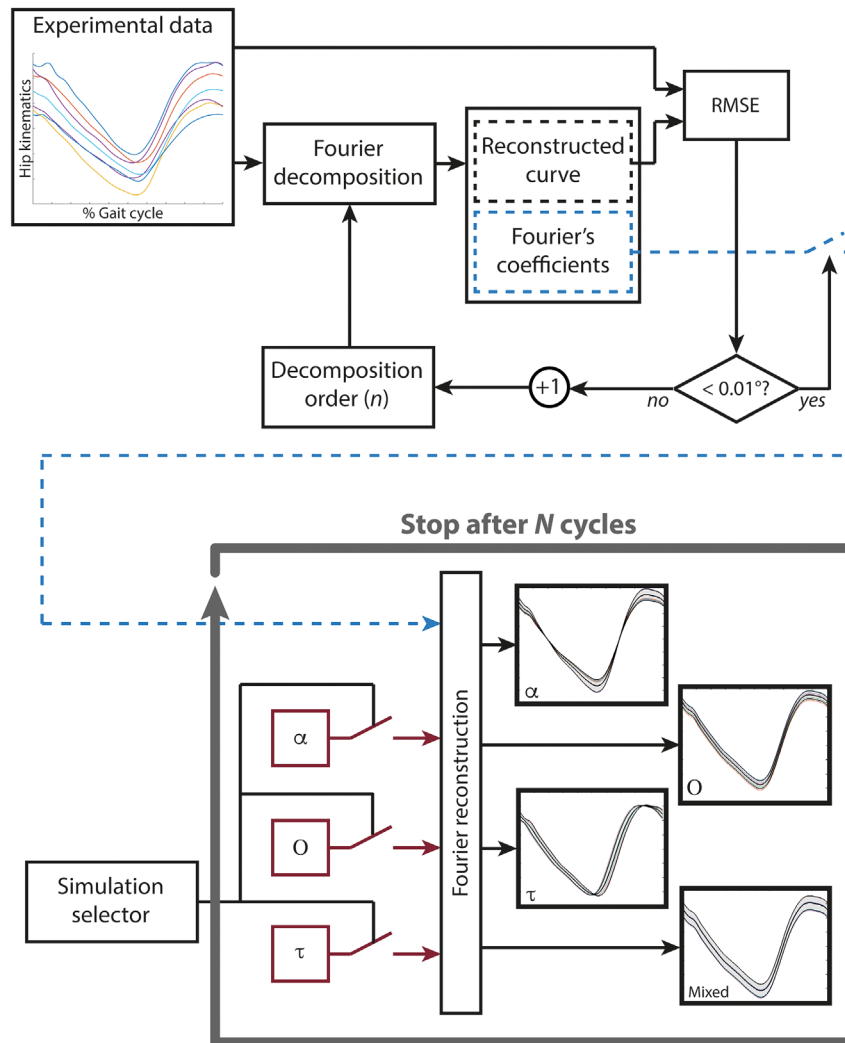 Experimental data
Hip kinematics
% Gait cycle
Fourier
decomposition
Reconstructed
curve
Fourier's
coefficients
RMSE
Decomposition
order (n)
+1
no
< 0.01°?
yes
Stop after N cycles
Simulation
selector
α
O
τ
Fourier reconstruction
α
O
τ
Mixed